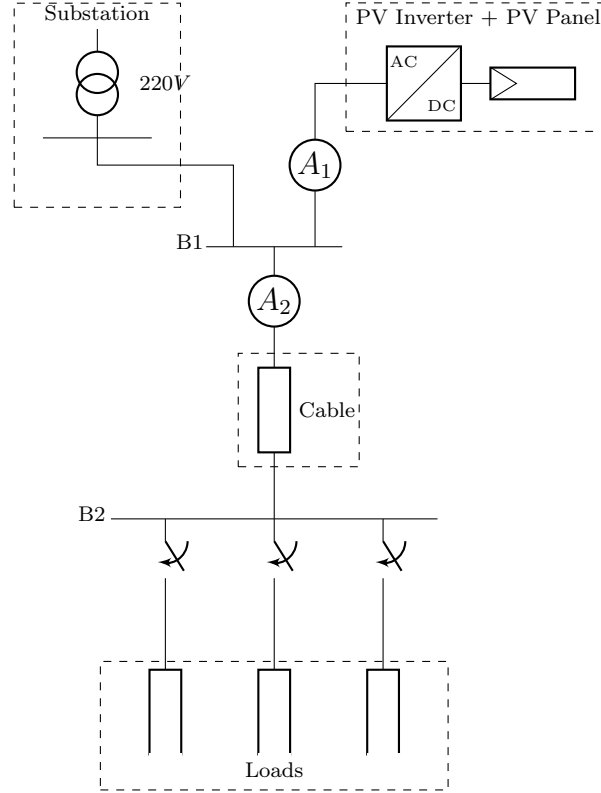 Substation
PV Inverter + PV Panel
220V
AC
DC
A1
B1
A2
Cable
B2
Loads